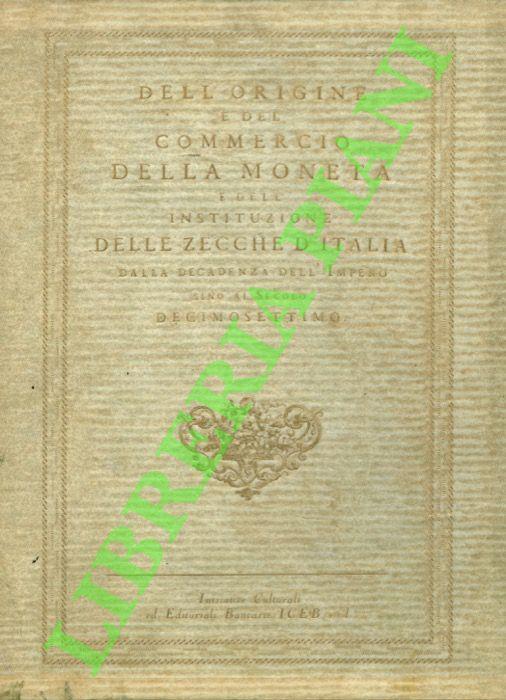 DELL'ORIGINE
E DEL
COMMERCIO
DELLA MONETA
E DELL'
INSTITUZIONE
DELLE ZECCHE D'ITALIA
DALLA DECADENZA DELL'IMPERO
SINO AL SECOLO
DECIMOSETTIMO
Iniziative Culturali
ed Editoriali Bancarie ICEB
LIBRERIA PIANI